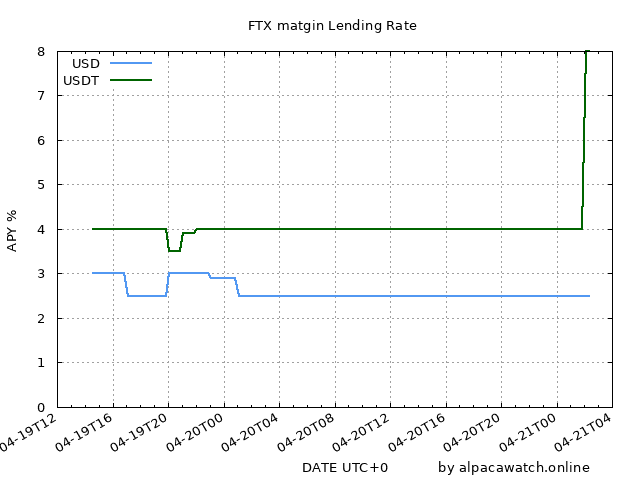 FTX matgin Lending Rate
USD
USDT
8
7
6
5
4
3
2
1
0
APY %
04-19T12
04-19T16
04-19T20
04-20T00
04-20T04
04-20T08
04-20T12
04-20T16
04-20T20
04-21T00
04-21T04
DATE UTC+0 by alpacawatch.online